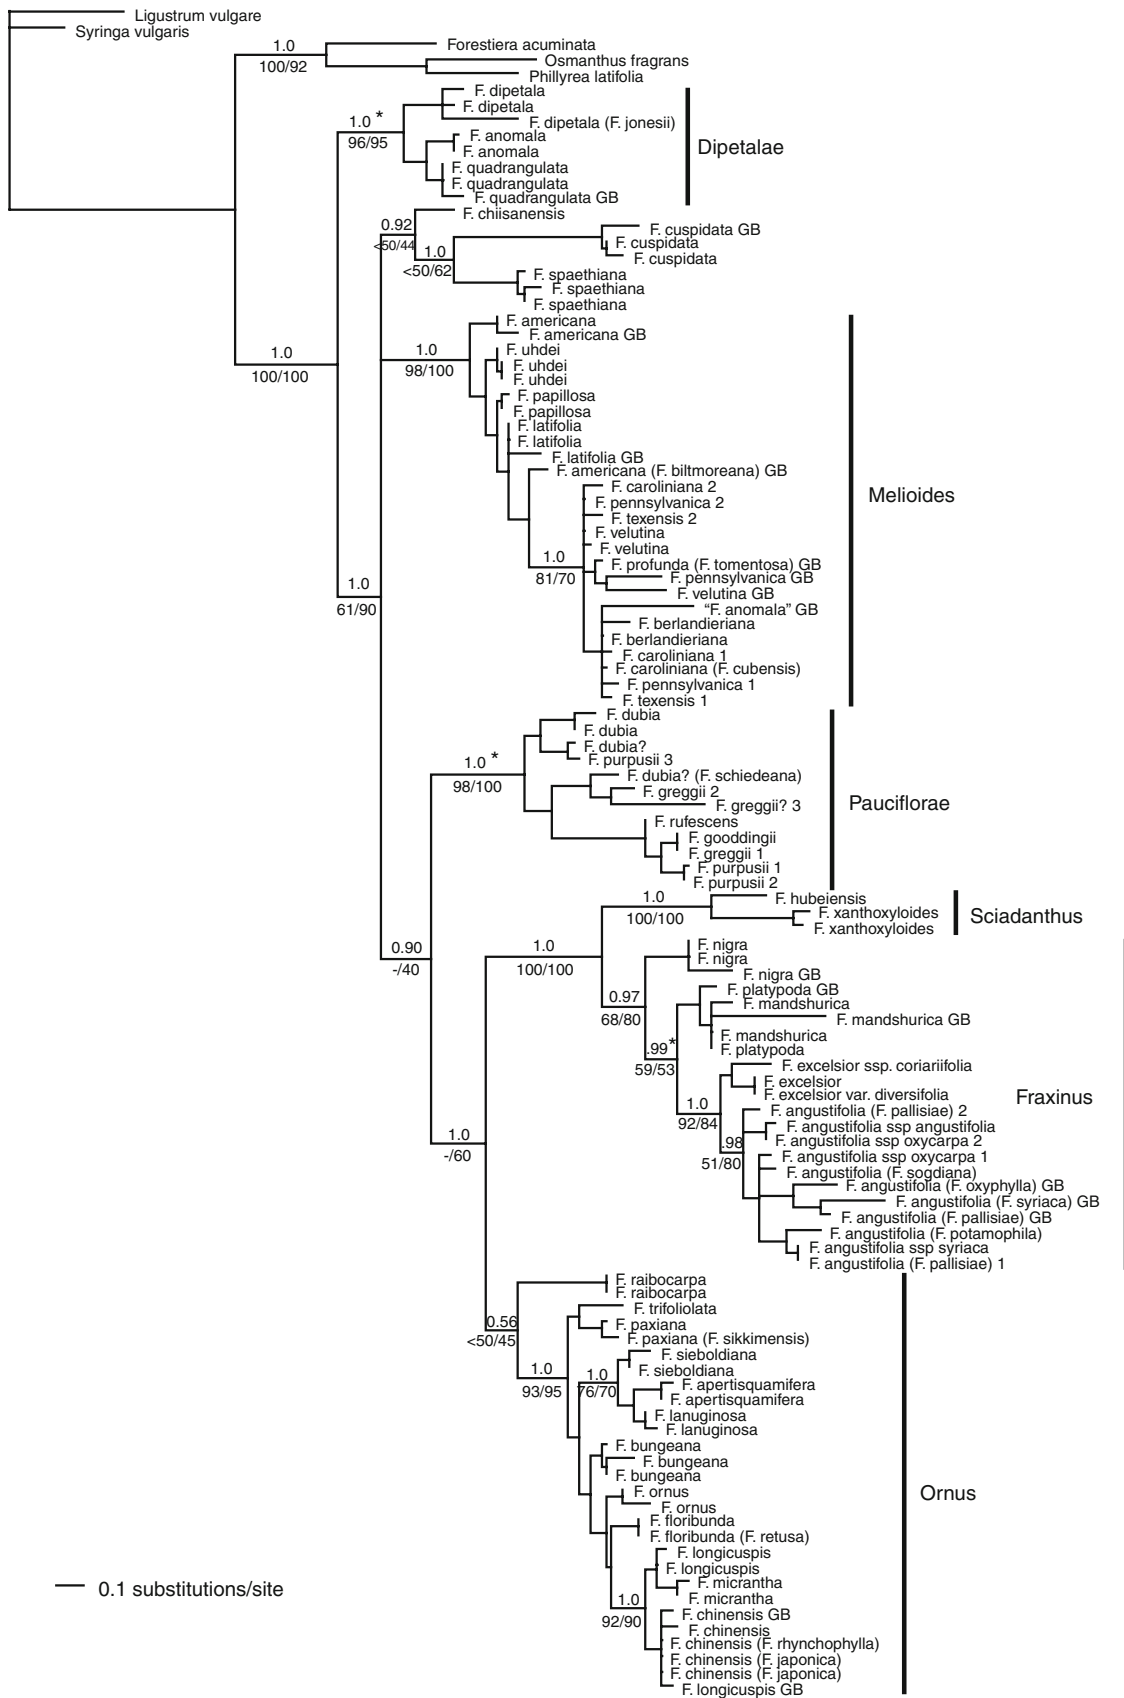 Ligustrum vulgare
Syringa vulgaris
1.0
100/92
Forestiera acuminata
Osmanthus fragrans
Phillyrea latifolia
F. dipetala
F. dipetala
F. dipetala (F. jonesii)
1.0 *
96/95
F. anomala
F. anomala
F. quadrangulata
F. quadrangulata
F. quadrangulata GB
Dipetalae
F. chiisanensis
0.92
<50/44
F. cuspidata GB
F. cuspidata
F. cuspidata
1.0
<50/62
F. spaethiana
F. spaethiana
F. spaethiana
1.0
100/100
F. americana
F. americana GB
1.0
98/100
F. uhdei
F. uhdei
F. uhdei
F. papillosa
F. papillosa
F. latifolia
F. latifolia
F. latifolia GB
F. americana (F. biltmoreana) GB
F. caroliniana 2
F. pennsylvanica 2
F. texensis 2
F. velutina
F. velutina
1.0
81/70
F. profunda (F. tomentosa) GB
F. pennsylvanica GB
F. velutina GB
"F. anomala" GB
F. berlandieriana
F. berlandieriana
F. caroliniana 1
F. caroliniana (F. cubensis)
F. pennsylvanica 1
F. texensis 1
Melioides
1.0
61/90
F. dubia
F. dubia
F. dubia?
F. purpusii 3
1.0 *
98/100
F. dubia? (F. schiedeana)
F. greggii 2
F. greggii? 3
F. rufescens
F. gooddingii
F. greggii 1
F. purpusii 1
F. purpusii 2
Pauciflorae
0.90
-/40
1.0
100/100
F. hubeiensis
F. xanthoxyloides
F. xanthoxyloides
Sciadanthus
1.0
100/100
F. nigra
F. nigra
F. nigra GB
0.97
68/80
F. platypoda GB
F. mandshurica
F. mandshurica GB
F. mandshurica
F. platypoda
.99*
59/53
F. excelsior ssp. coriariifolia
F. excelsior
F. excelsior var. diversifolia
1.0
92/84
F. angustifolia (F. pallisiae) 2
F. angustifolia ssp angustifolia
F. angustifolia ssp oxycarpa 2
.98
51/80
F. angustifolia ssp oxycarpa 1
F. angustifolia (F. sogdiana)
F. angustifolia (F. oxyphylla) GB
F. angustifolia (F. syriaca) GB
F. angustifolia (F. pallisiae) GB
F. angustifolia (F. potamophila)
F. angustifolia ssp syriaca
F. angustifolia (F. pallisiae) 1
Fraxinus
1.0
-/60
F. raibocarpa
F. raibocarpa
0.56
<50/45
F. trifoliolata
F. paxiana
F. paxiana (F. sikkimensis)
1.0
93/95
F. sieboldiana
F. sieboldiana
1.0
76/70
F. apertisquamifera
F. apertisquamifera
F. lanuginosa
F. lanuginosa
F. bungeana
F. bungeana
F. bungeana
F. ornus
F. ornus
F. floribunda
F. floribunda (F. retusa)
F. longicuspis
F. longicuspis
F. micrantha
F. micrantha
1.0
92/90
F. chinensis GB
F. chinensis
F. chinensis (F. rhynchophylla)
F. chinensis (F. japonica)
F. chinensis (F. japonica)
F. longicuspis GB
Ornus
0.1 substitutions/site